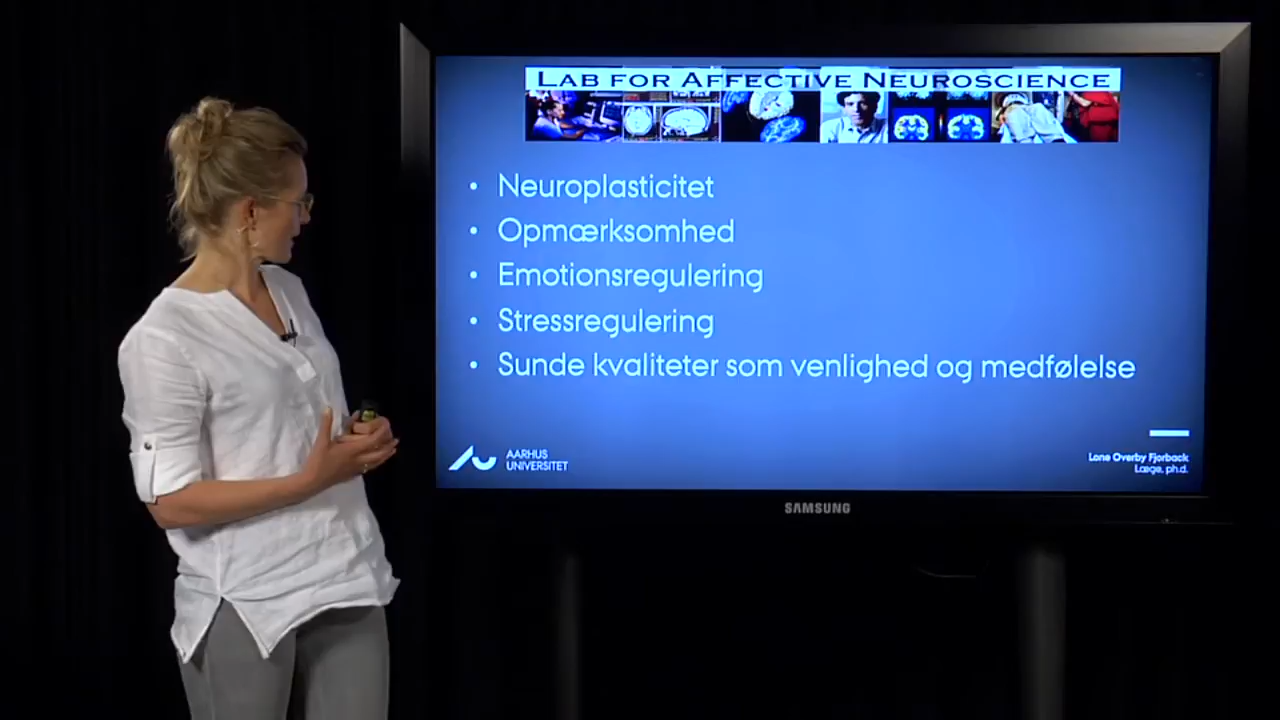 LAB FOR AFFECTIVE NEUROSCIENCE
• Neuroplasticitet
• Opmærksomhed
• Emotionsregulering
• Stressregulering
• Sunde kvaliteter som venlighed og medfølelse
AARHUS
UNIVERSITET
Lone Overby Fjorback
Læge, ph.d.
SAMSUNG